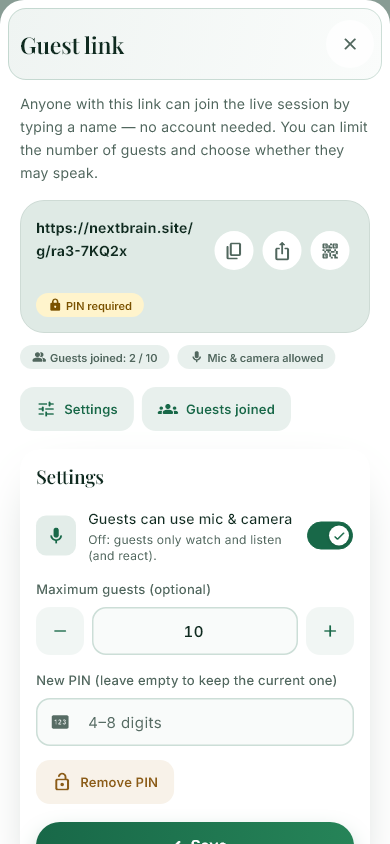 Guest link
Anyone with this link can join the live session by
typing a name — no account needed. You can limit
the number of guests and choose whether they
may speak.
https://nextbrain.site/
g/ra3-7KQ2x
PIN required
Guests joined: 2 / 10
Mic & camera allowed
Settings
Guests joined
Settings
Guests can use mic & camera
Off: guests only watch and listen
(and react).
Maximum guests (optional)
10
New PIN (leave empty to keep the current one)
123
4–8 digits
Remove PIN
Save